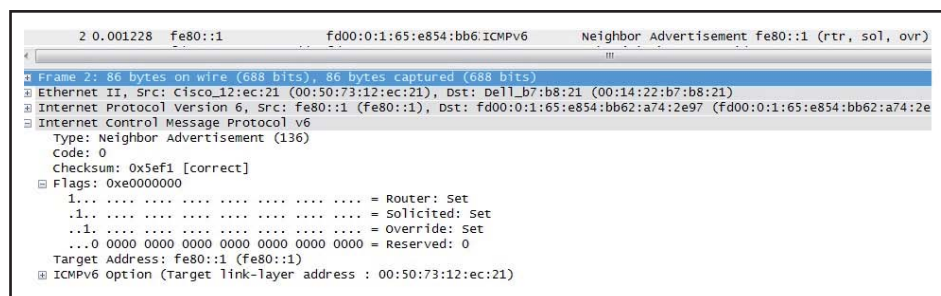 2 0.001228 fe80::1 fd00:0:1:65:e854:bb6: ICMPv6 Neighbor Advertisement fe80::1 (rtr, sol, ovr)
Frame 2: 86 bytes on wire (688 bits), 86 bytes captured (688 bits)
Ethernet II, Src: Cisco_12:ec:21 (00:50:73:12:ec:21), Dst: Dell_b7:b8:21 (00:14:22:b7:b8:21)
Internet Protocol Version 6, Src: fe80::1 (fe80::1), Dst: fd00:0:1:65:e854:bb62:a74:2e97 (fd00:0:1:65:e854:bb62:a74:2e
Internet Control Message Protocol v6
Type: Neighbor Advertisement (136)
Code: 0
Checksum: 0x5ef1 [correct]
Flags: 0xe0000000
1... .... .... .... .... .... .... .... = Router: Set
.1.. .... .... .... .... .... .... .... = Solicited: Set
..1. .... .... .... .... .... .... .... = Override: Set
...0 0000 0000 0000 0000 0000 0000 0000 = Reserved: 0
Target Address: fe80::1 (fe80::1)
ICMPv6 Option (Target link-layer address : 00:50:73:12:ec:21)